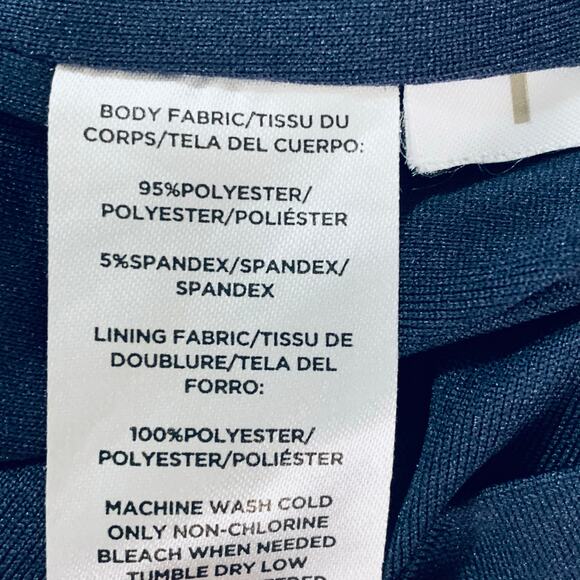 BODY FABRIC/TISSU DU
CORPS/TELA DEL CUERPO:
95%POLYESTER/
POLYESTER/POLIÉSTER
5%SPANDEX/SPANDEX/
SPANDEX
LINING FABRIC/TISSU DE
DOUBLURE/TELA DEL
FORRO:
100%POLYESTER/
POLYESTER/POLIÉSTER
MACHINE WASH COLD
ONLY NON-CHLORINE
BLEACH WHEN NEEDED
TUMBLE DRY LOW